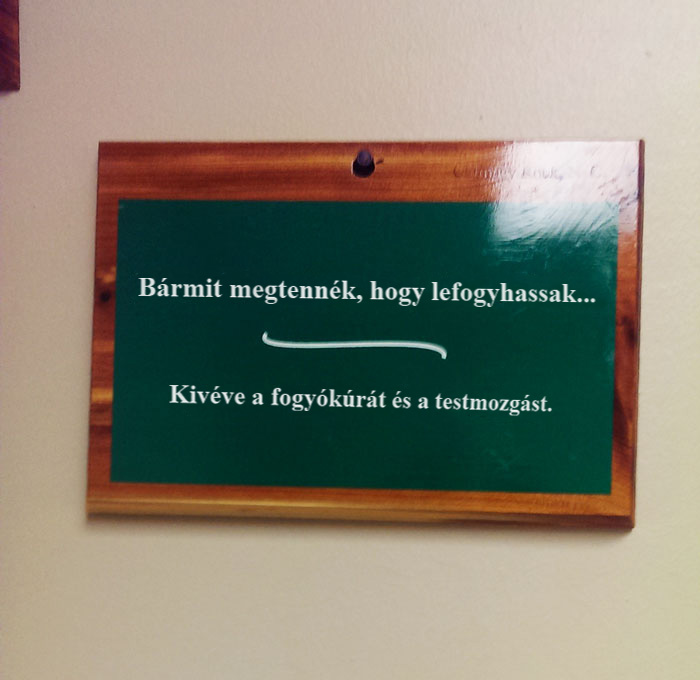 Bármit megtennék, hogy lefogyhassak...
Kivéve a fogyókúrát és a testmozgást.